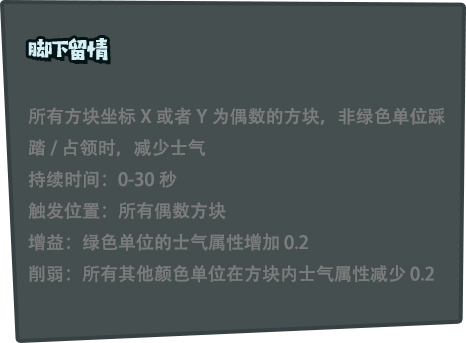 脚下留情
所有方块坐标 X 或者 Y 为偶数的方块，非绿色单位踩
踏 / 占领时，减少士气
持续时间：0-30 秒
触发位置：所有偶数方块
增益：绿色单位的士气属性增加 0.2
削弱：所有其他颜色单位在方块内士气属性减少 0.2